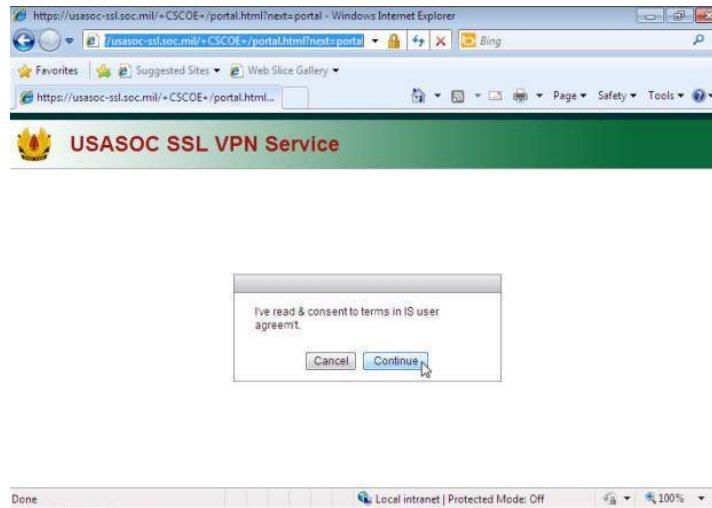 https://usasoc-ssl.soc.mil/+CSCOE+/portal.html?next=portal - Windows Internet Explorer
/usasoc-ssl.soc.mil/+CSCOE+/portal.html?next=portal Bing
Favorites Suggested Sites Web Slice Gallery
https://usasoc-ssl.soc.mil/+CSCOE+/portal.html... Page Safety Tools
USASOC SSL VPN Service
I've read & consent to terms in IS user
agreem't.
Cancel Continue
Done Local intranet | Protected Mode: Off 100%